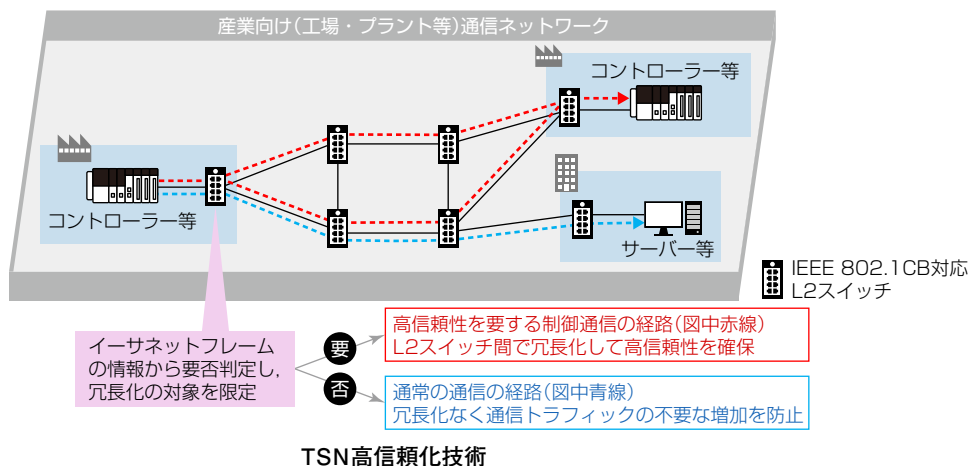 産業向け(工場・プラント等)通信ネットワーク
コントローラー等
コントローラー等
サーバー等
IEEE 802.1CB対応
L2スイッチ
イーサネットフレーム
の情報から要否判定し,
冗長化の対象を限定
要
高信頼性を要する制御通信の経路(図中赤線)
L2スイッチ間で冗長化して高信頼性を確保
否
通常の通信の経路(図中青線)
冗長化なく通信トラフィックの不要な増加を防止
TSN高信頼化技術